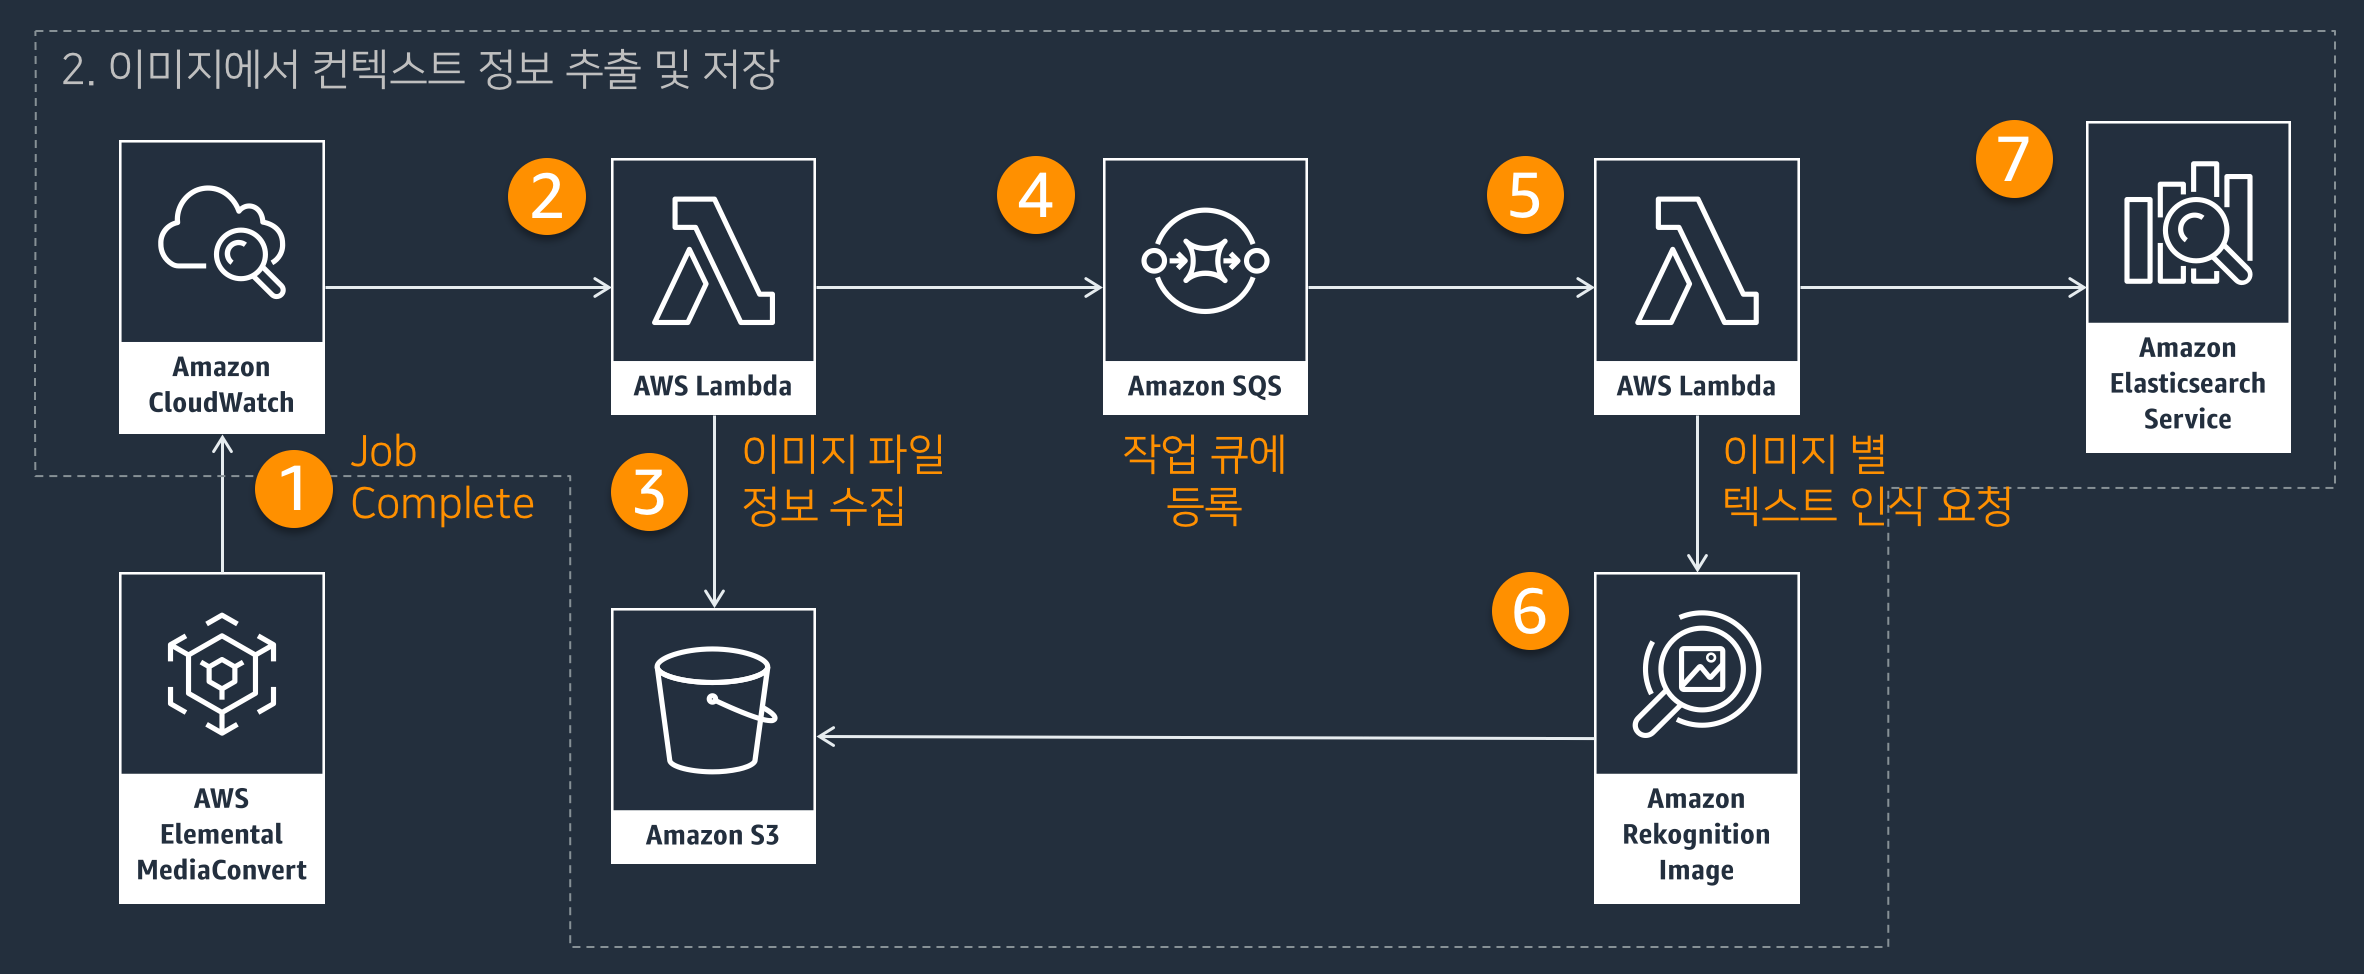 2. 이미지에서 컨텍스트 정보 추출 및 저장
Amazon
CloudWatch
2
AWS Lambda
4
Amazon SQS
5
AWS Lambda
7
Amazon
Elasticsearch
Service
1
Job
Complete
3
이미지 파일
정보 수집
작업 큐에
등록
이미지 별
텍스트 인식 요청
AWS
Elemental
MediaConvert
Amazon S3
6
Amazon
Rekognition
Image